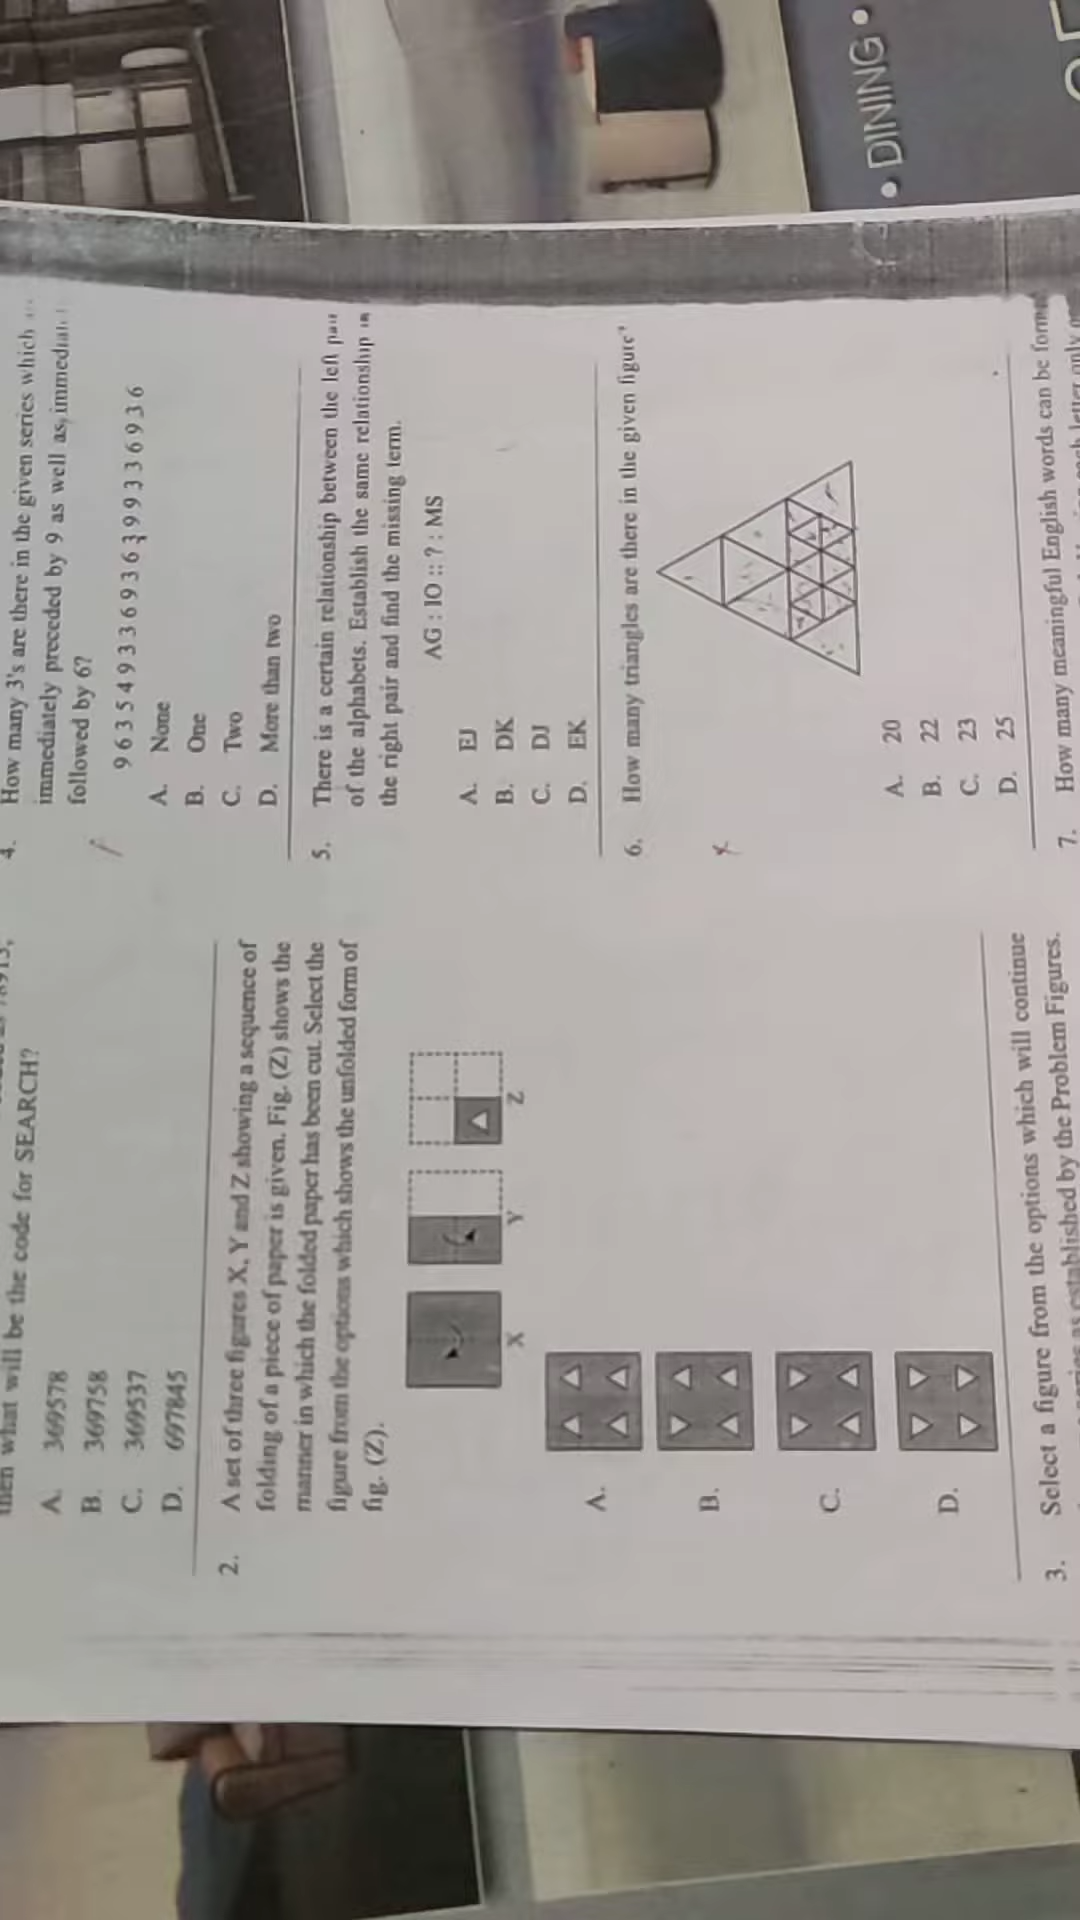 then what will be the code for SEARCH?
A. 369578
B. 369758
C. 369537
D. 697845
2. A set of three figures X, Y and Z showing a sequence of
folding of a piece of paper is given. Fig. (Z) shows the
manner in which the folded paper has been cut. Select the
figure from the options which shows the unfolded form of
fig. (Z).
X Y Z
A.
B.
C.
D.
3. Select a figure from the options which will continue
series as established by the Problem Figures.
4. How many 3's are there in the given series which
immediately preceded by 9 as well as, immediat
followed by 6?
9 6 3 5 4 9 3 3 6 9 3 6 3 9 9 3 3 6 9 3 6
A. None
B. One
C. Two
D. More than two
5. There is a certain relationship between the left pair
of the alphabets. Establish the same relationship in
the right pair and find the missing term.
AG : IO :: ? : MS
A. EJ
B. DK
C. DJ
D. EK
6. How many triangles are there in the given figure?
A. 20
B. 22
C. 23
D. 25
7. How many meaningful English words can be form
each letter only
• DINING •